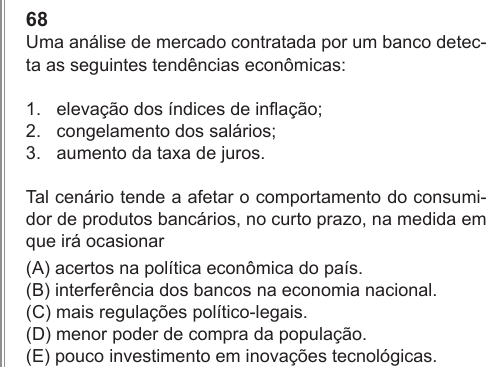 68
Uma análise de mercado contratada por um banco detec-
ta as seguintes tendências econômicas:
1. elevação dos índices de inflação;
2. congelamento dos salários;
3. aumento da taxa de juros.
Tal cenário tende a afetar o comportamento do consumi-
dor de produtos bancários, no curto prazo, na medida em
que irá ocasionar
(A) acertos na política econômica do país.
(B) interferência dos bancos na economia nacional.
(C) mais regulações político-legais.
(D) menor poder de compra da população.
(E) pouco investimento em inovações tecnológicas.